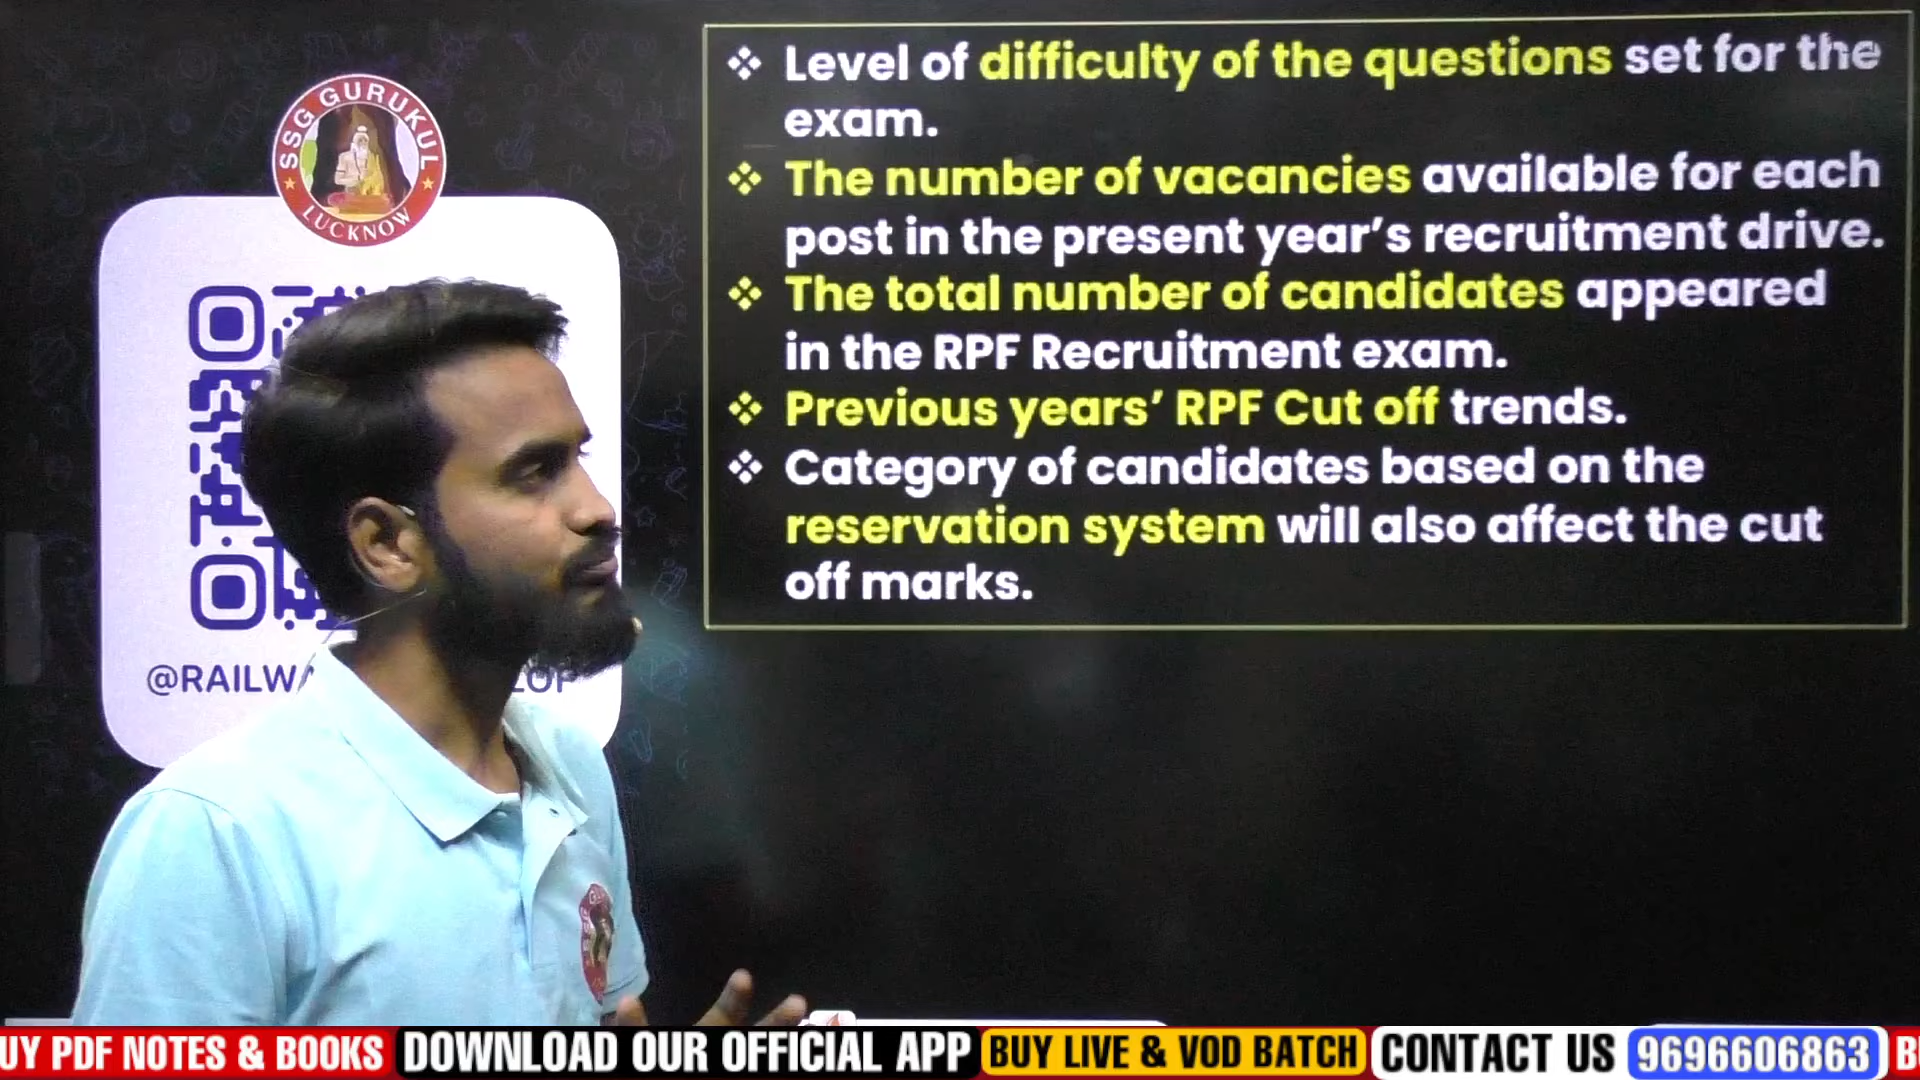 SSG GURUKUL
LUCKNOW
❖ Level of difficulty of the questions set for the
exam.
❖ The number of vacancies available for each
post in the present year’s recruitment drive.
❖ The total number of candidates appeared
in the RPF Recruitment exam.
❖ Previous years’ RPF Cut off trends.
❖ Category of candidates based on the
reservation system will also affect the cut
off marks.
UY PDF NOTES & BOOKS DOWNLOAD OUR OFFICIAL APP BUY LIVE & VOD BATCH CONTACT US 9696606863